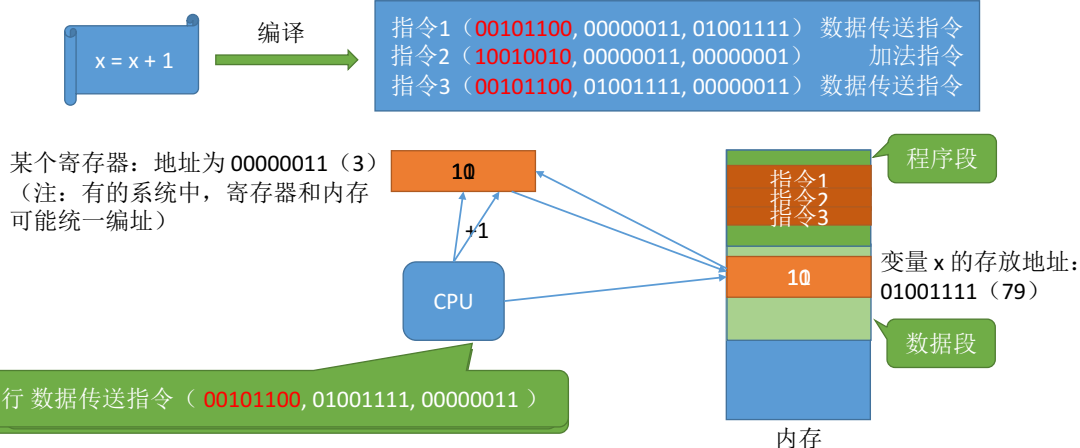 x = x + 1
编译
指令1（00101100, 00000011, 01001111） 数据传送指令
指令2（10010010, 00000011, 00000001） 加法指令
指令3（00101100, 01001111, 00000011） 数据传送指令
某个寄存器：地址为 00000011（3）
（注：有的系统中，寄存器和内存
可能统一编址）
+1
CPU
程序段
指令1
指令2
指令3
变量 x 的存放地址：
01001111（79）
数据段
行 数据传送指令（ 00101100, 01001111, 00000011 ）
内存